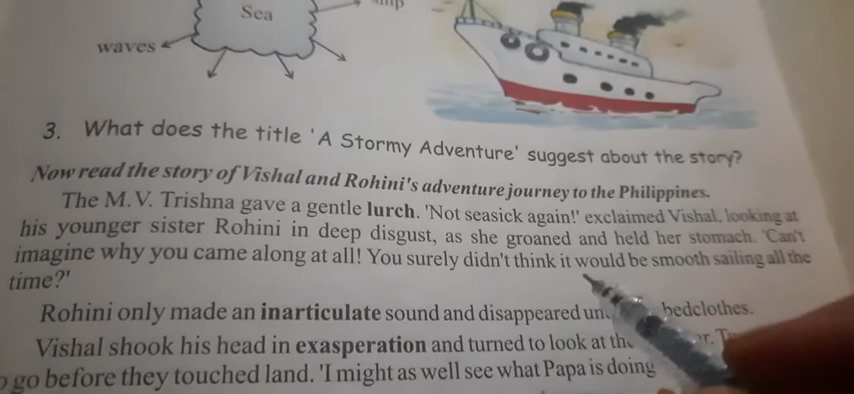 Sea
waves
3. What does the title 'A Stormy Adventure' suggest about the story?
Now read the story of Vishal and Rohini's adventure journey to the Philippines.
The M.V. Trishna gave a gentle lurch. 'Not seasick again!' exclaimed Vishal, looking at
his younger sister Rohini in deep disgust, as she groaned and held her stomach. 'Can't
imagine why you came along at all! You surely didn't think it would be smooth sailing all the
time?'
Rohini only made an inarticulate sound and disappeared bedclothes.
Vishal shook his head in exasperation and turned to look at
go before they touched land. 'I might as well see what Papa is doing